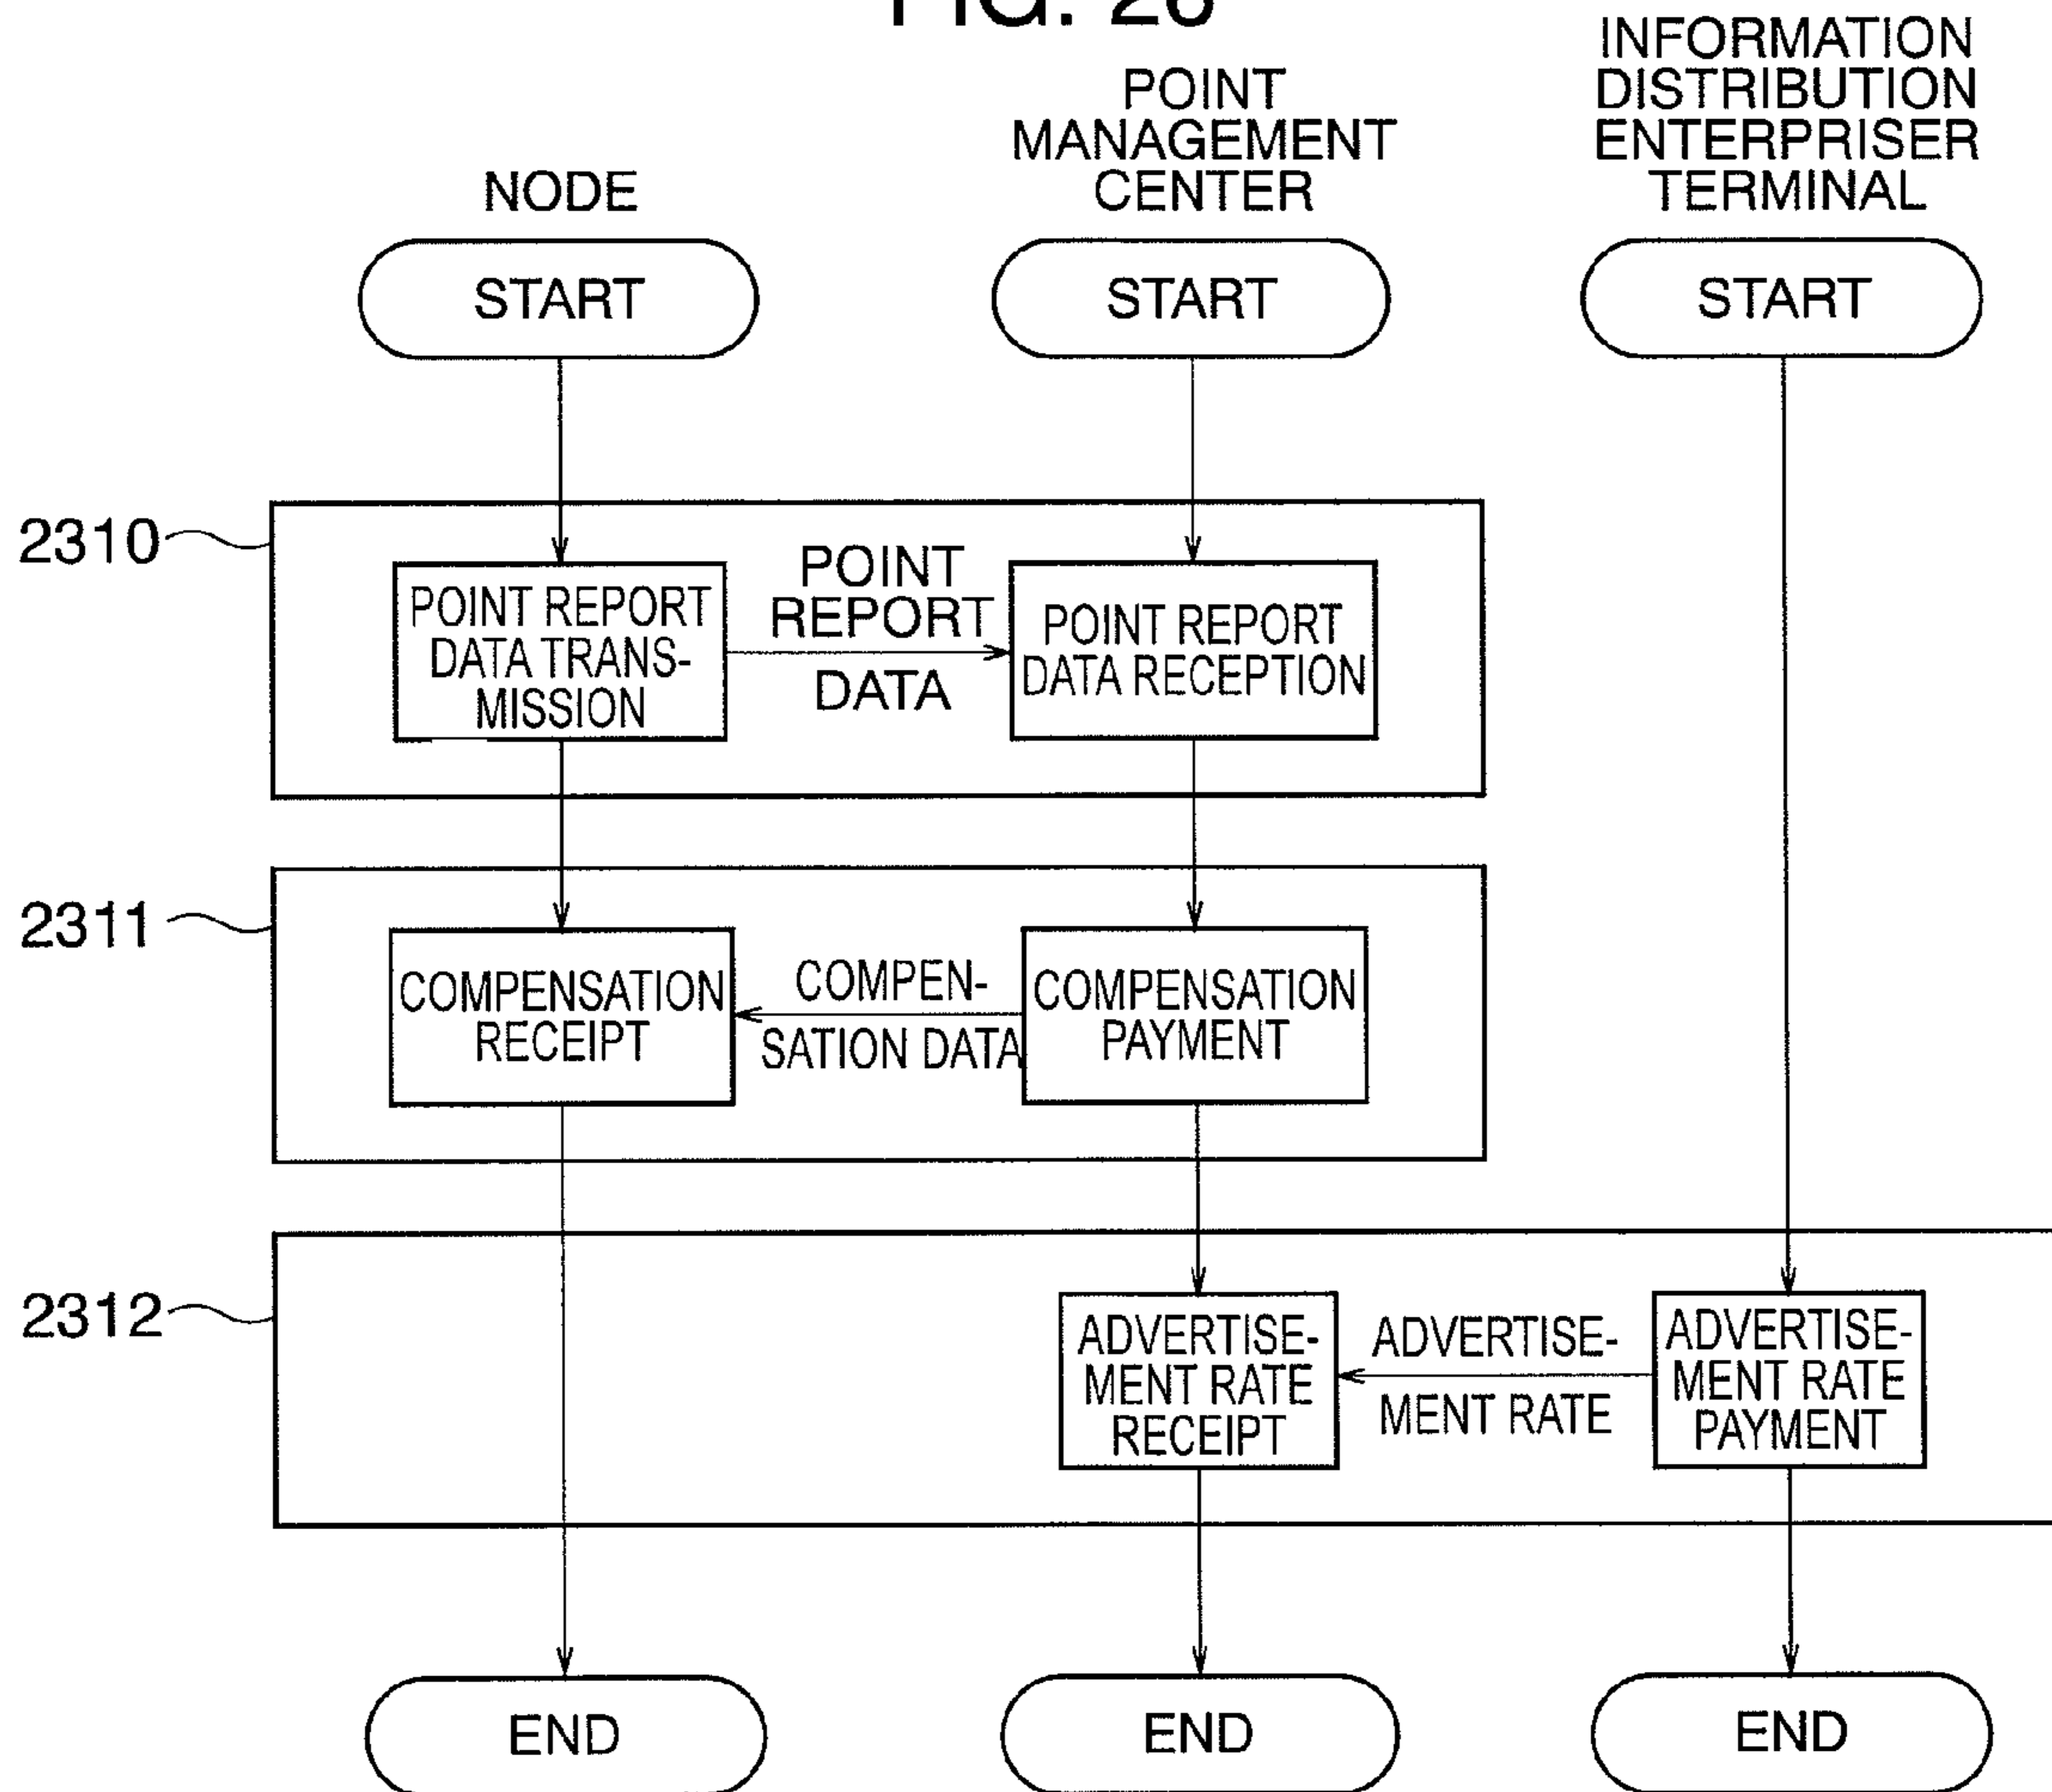 NODE
POINT
MANAGEMENT
CENTER
INFORMATION
DISTRIBUTION
ENTERPRISER
TERMINAL
START
START
START
2310
POINT REPORT
DATA TRANS-
MISSION
POINT
REPORT
DATA
POINT REPORT
DATA RECEPTION
2311
COMPENSATION
RECEIPT
COMPEN-
SATION DATA
COMPENSATION
PAYMENT
2312
ADVERTISE-
MENT RATE
RECEIPT
ADVERTISE-
MENT RATE
ADVERTISE-
MENT RATE
PAYMENT
END
END
END